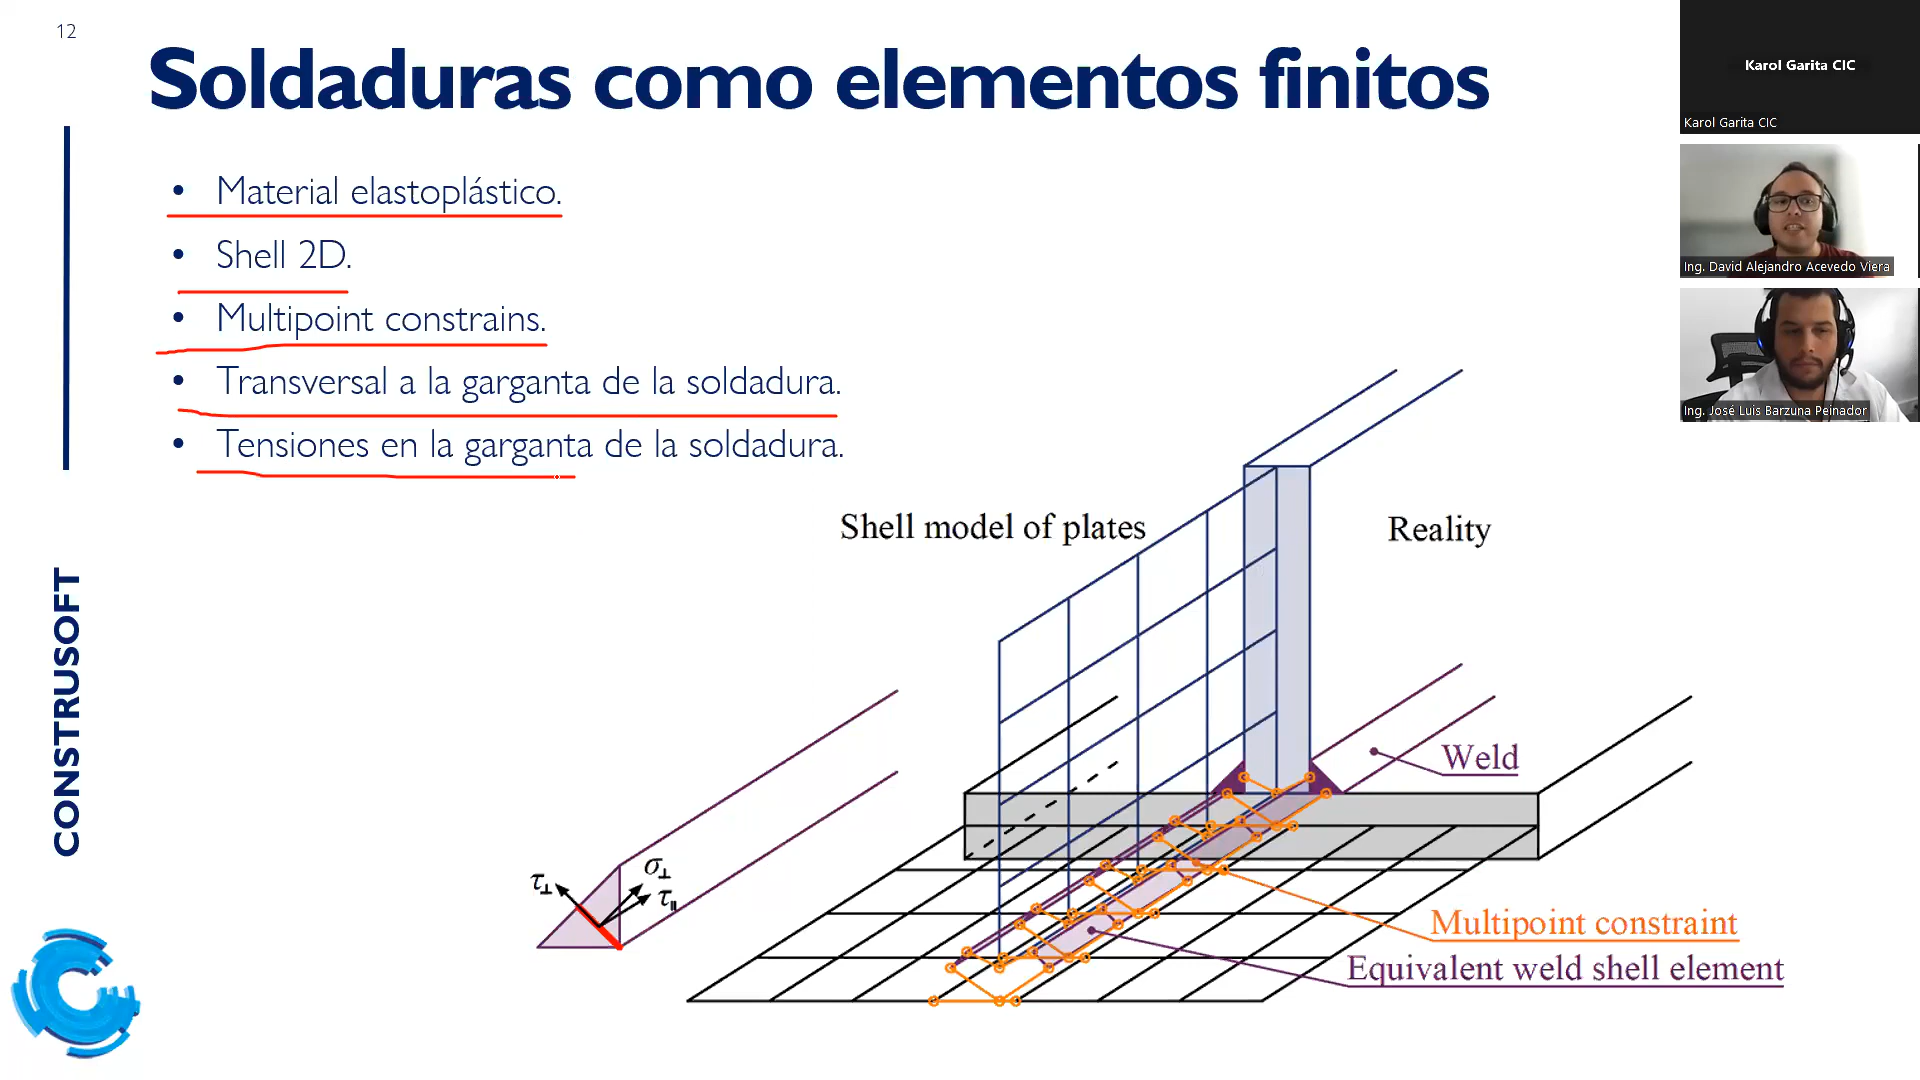 12
Soldaduras como elementos finitos
• Material elastoplástico.
• Shell 2D.
• Multipoint constrains.
• Transversal a la garganta de la soldadura.
• Tensiones en la garganta de la soldadura.
CONSTRUSOFT
Shell model of plates
Reality
Weld
τ⊥
σ⊥
τ∥
Multipoint constraint
Equivalent weld shell element
Karol Garita CIC
Karol Garita CIC
Ing. David Alejandro Acevedo Viera
Ing. José Luis Barzuna Peinador